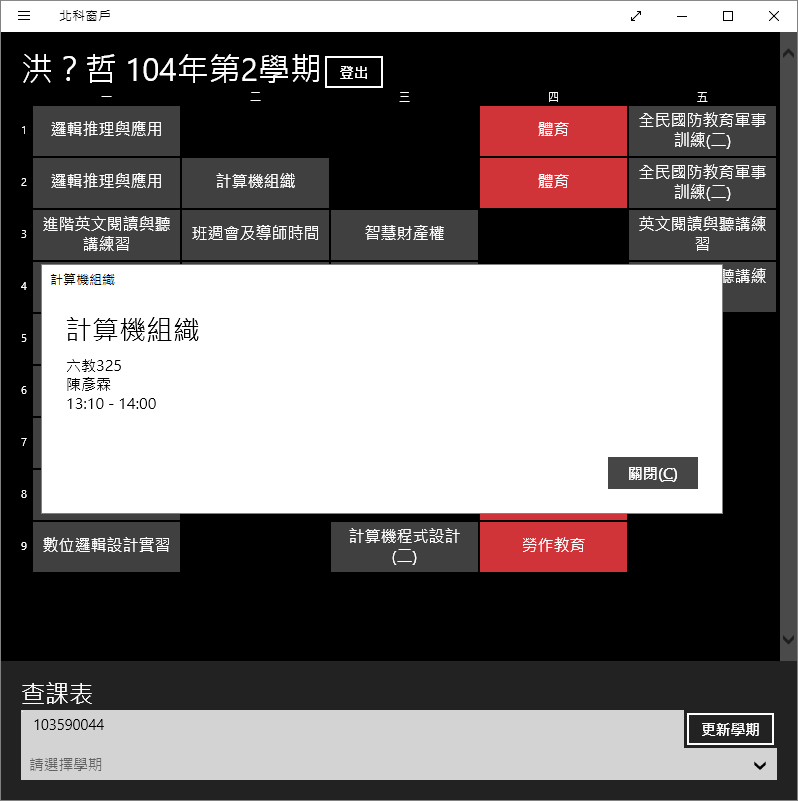 北科窗戶
洪？哲 104年第2學期 登出
一 二 三 四 五
1 邏輯推理與應用 體育 全民國防教育軍事
訓練(二)
2 邏輯推理與應用 計算機組織 體育 全民國防教育軍事
訓練(二)
3 進階英文閱讀與聽
講練習 班週會及導師時間 智慧財產權 英文閱讀與聽講練
習
4 聽講練
計算機組織
5
計算機組織
6
六教325
陳彥霖
13:10 - 14:00
7
關閉(C)
8
9 數位邏輯設計實習 計算機程式設計
(二) 勞作教育
查課表
103590044
更新學期
請選擇學期